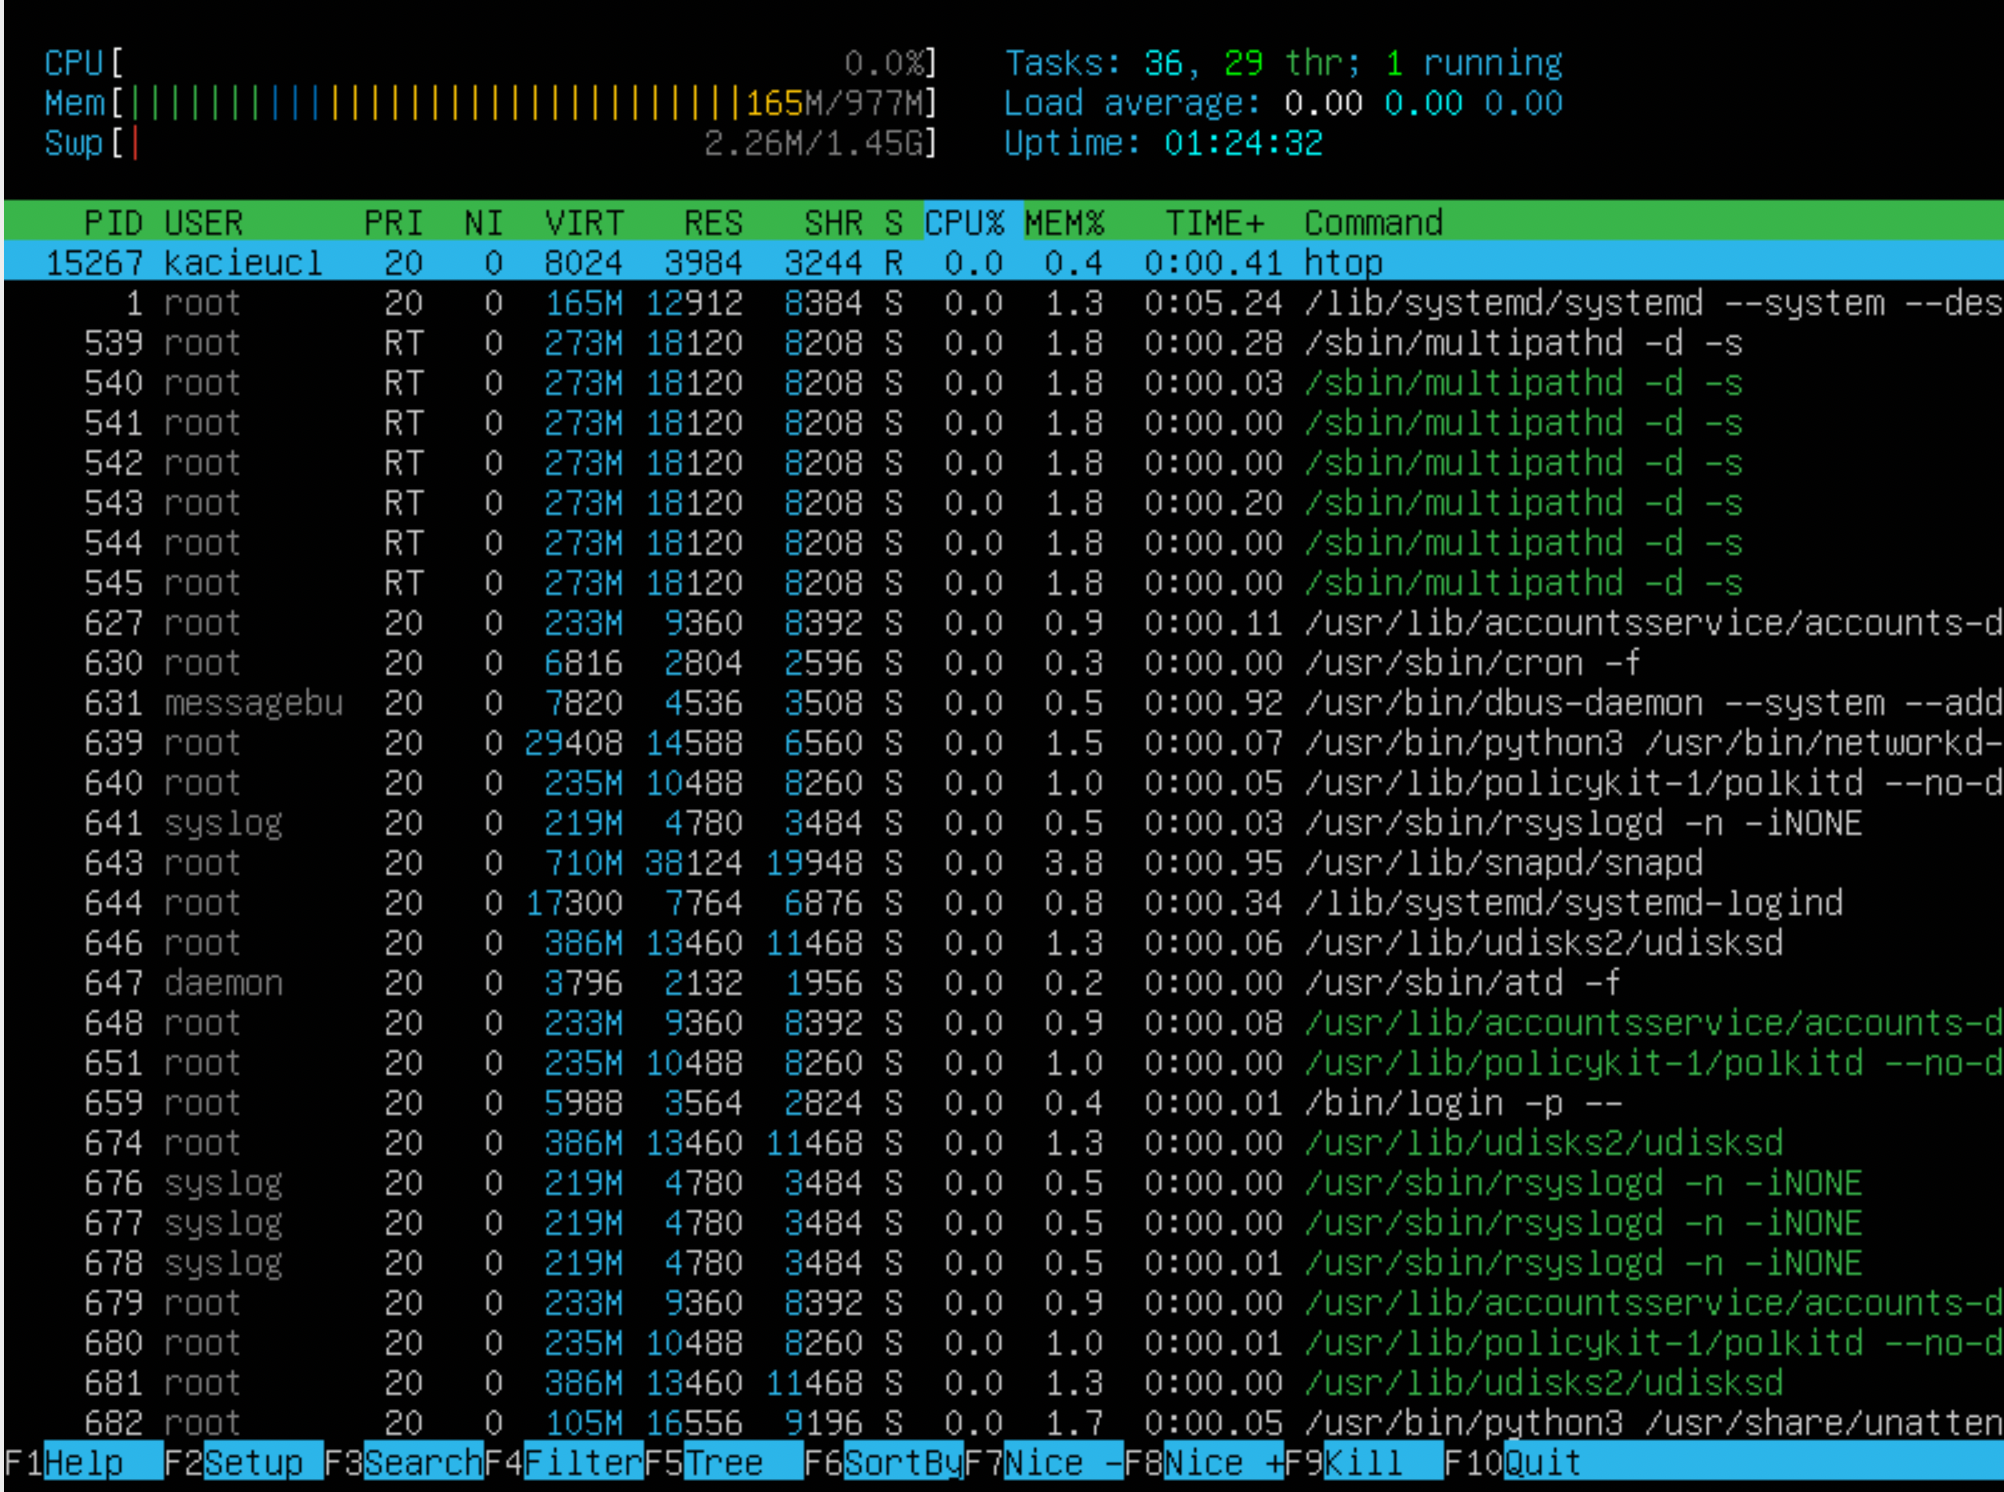 CPU[ 0.0%] Tasks: 36, 29 thr; 1 running
Mem[|||||||||||||||||||||||||||||||165M/977M] Load average: 0.00 0.00 0.00
Swp[| 2.26M/1.45G] Uptime: 01:24:32
PID USER PRI NI VIRT RES SHR S CPU% MEM% TIME+ Command
15267 kacieucl 20 0 8024 3984 3244 R 0.0 0.4 0:00.41 htop
1 root 20 0 165M 12912 8384 S 0.0 1.3 0:05.24 /lib/systemd/systemd --system --des
539 root RT 0 273M 18120 8208 S 0.0 1.8 0:00.28 /sbin/multipathd -d -s
540 root RT 0 273M 18120 8208 S 0.0 1.8 0:00.03 /sbin/multipathd -d -s
541 root RT 0 273M 18120 8208 S 0.0 1.8 0:00.00 /sbin/multipathd -d -s
542 root RT 0 273M 18120 8208 S 0.0 1.8 0:00.00 /sbin/multipathd -d -s
543 root RT 0 273M 18120 8208 S 0.0 1.8 0:00.20 /sbin/multipathd -d -s
544 root RT 0 273M 18120 8208 S 0.0 1.8 0:00.00 /sbin/multipathd -d -s
545 root RT 0 273M 18120 8208 S 0.0 1.8 0:00.00 /sbin/multipathd -d -s
627 root 20 0 233M 9360 8392 S 0.0 0.9 0:00.11 /usr/lib/accountsservice/accounts-d
630 root 20 0 6816 2804 2596 S 0.0 0.3 0:00.00 /usr/sbin/cron -f
631 messagebu 20 0 7820 4536 3508 S 0.0 0.5 0:00.92 /usr/bin/dbus-daemon --system --add
639 root 20 0 29408 14588 6560 S 0.0 1.5 0:00.07 /usr/bin/python3 /usr/bin/networkd-
640 root 20 0 235M 10488 8260 S 0.0 1.0 0:00.05 /usr/lib/policykit-1/polkitd --no-d
641 syslog 20 0 219M 4780 3484 S 0.0 0.5 0:00.03 /usr/sbin/rsyslogd -n -iNONE
643 root 20 0 710M 38124 19948 S 0.0 3.8 0:00.95 /usr/lib/snapd/snapd
644 root 20 0 17300 7764 6876 S 0.0 0.8 0:00.34 /lib/systemd/systemd-logind
646 root 20 0 386M 13460 11468 S 0.0 1.3 0:00.06 /usr/lib/udisks2/udisksd
647 daemon 20 0 3796 2132 1956 S 0.0 0.2 0:00.00 /usr/sbin/atd -f
648 root 20 0 233M 9360 8392 S 0.0 0.9 0:00.08 /usr/lib/accountsservice/accounts-d
651 root 20 0 235M 10488 8260 S 0.0 1.0 0:00.00 /usr/lib/policykit-1/polkitd --no-d
659 root 20 0 5988 3564 2824 S 0.0 0.4 0:00.01 /bin/login -p --
674 root 20 0 386M 13460 11468 S 0.0 1.3 0:00.00 /usr/lib/udisks2/udisksd
676 syslog 20 0 219M 4780 3484 S 0.0 0.5 0:00.00 /usr/sbin/rsyslogd -n -iNONE
677 syslog 20 0 219M 4780 3484 S 0.0 0.5 0:00.00 /usr/sbin/rsyslogd -n -iNONE
678 syslog 20 0 219M 4780 3484 S 0.0 0.5 0:00.01 /usr/sbin/rsyslogd -n -iNONE
679 root 20 0 233M 9360 8392 S 0.0 0.9 0:00.00 /usr/lib/accountsservice/accounts-d
680 root 20 0 235M 10488 8260 S 0.0 1.0 0:00.01 /usr/lib/policykit-1/polkitd --no-d
681 root 20 0 386M 13460 11468 S 0.0 1.3 0:00.00 /usr/lib/udisks2/udisksd
682 root 20 0 105M 16556 9196 S 0.0 1.7 0:00.05 /usr/bin/python3 /usr/share/unatten
F1Help F2Setup F3SearchF4FilterF5Tree F6SortByF7Nice -F8Nice +F9Kill F10Quit